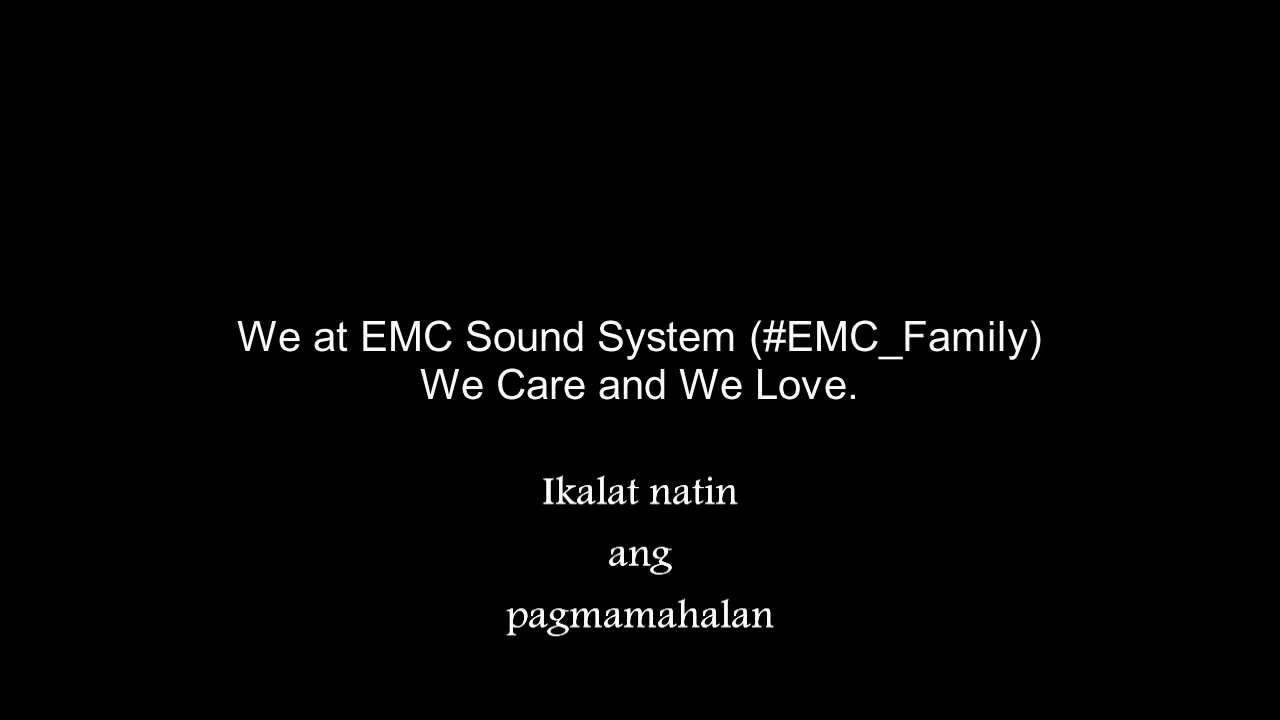 We at EMC Sound System (#EMC_Family)
We Care and We Love.
Ikalat natin
ang
pagmamahalan